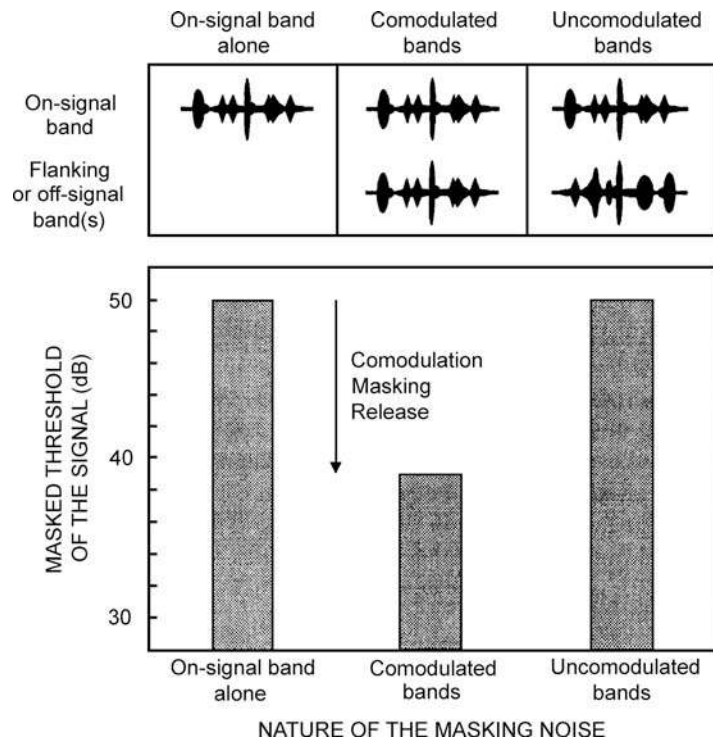 On-signal band
alone
Comodulated
bands
Uncomodulated
bands
On-signal
band
Flanking
or off-signal
band(s)
MASKED THRESHOLD
OF THE SIGNAL (dB)
50
40
30
Comodulation
Masking
Release
On-signal band
alone
Comodulated
bands
Uncomodulated
bands
NATURE OF THE MASKING NOISE